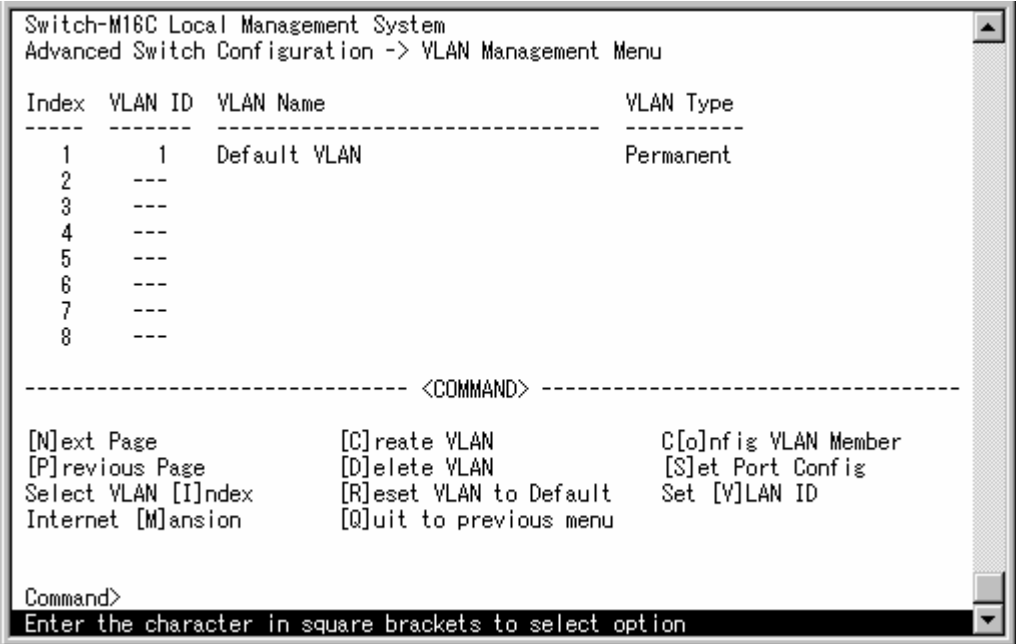 Switch-M16C Local Management System
Advanced Switch Configuration -> VLAN Management Menu
Index  VLAN ID  VLAN Name                         VLAN Type
-----  -------  --------------------------------  ----------
1      1    Default VLAN                      Permanent
2     ---
3     ---
4     ---
5     ---
6     ---
7     ---
8     ---
-------------------------------- <COMMAND> -----------------------------------
[N]ext Page               [C]reate VLAN              C[o]nfig VLAN Member
[P]revious Page           [D]elete VLAN              [S]et Port Config
Select VLAN [I]ndex       [R]eset VLAN to Default    Set [V]LAN ID
Internet [M]ansion        [Q]uit to previous menu
Command>
Enter the character in square brackets to select option